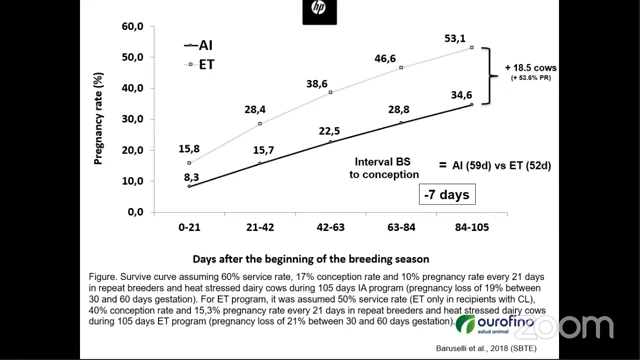 hp
60,0
50,0
40,0
30,0
20,0
10,0
0,0
Pregnancy rate (%)
AI
ET
15,8
28,4
38,6
46,6
53,1
8,3
15,7
22,5
28,8
34,6
+ 18.5 cows
(+ 53.6% PR)
Interval BS
to conception
= AI (59d) vs ET (52d)
-7 days
0-21
21-42
42-63
63-84
84-105
Days after the beginning of the breeding season
Figure. Survive curve assuming 60% service rate, 17% conception rate and 10% pregnancy rate every 21 days
in repeat breeders and heat stressed dairy cows during 105 days IA program (pregnancy loss of 19% between
30 and 60 days gestation). For ET program, it was assumed 50% service rate (ET only in recipients with CL),
40% conception rate and 15,3% pregnancy rate every 21 days in repeat breeders and heat stressed dairy cows
during 105 days ET program (pregnancy loss of 21% between 30 and 60 days gestation).
ourofino
salud animal
zoom
Baruselli et al., 2018 (SBTE)